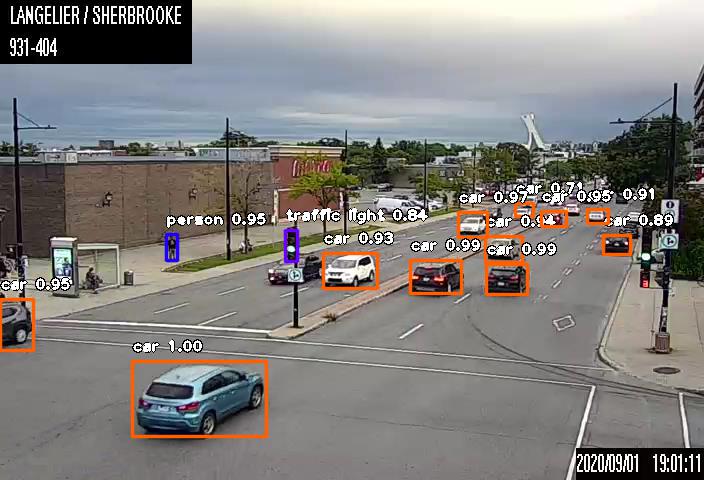 LANGELIER / SHERBROOKE
931-404
car 0.97
car 0.71
car 0.95
0.91
person 0.95
traffic light 0.84
car 0.93
car 0.99
car 0.99
car 0.89
car 0.95
car 1.00
2020/09/01 19:01:11